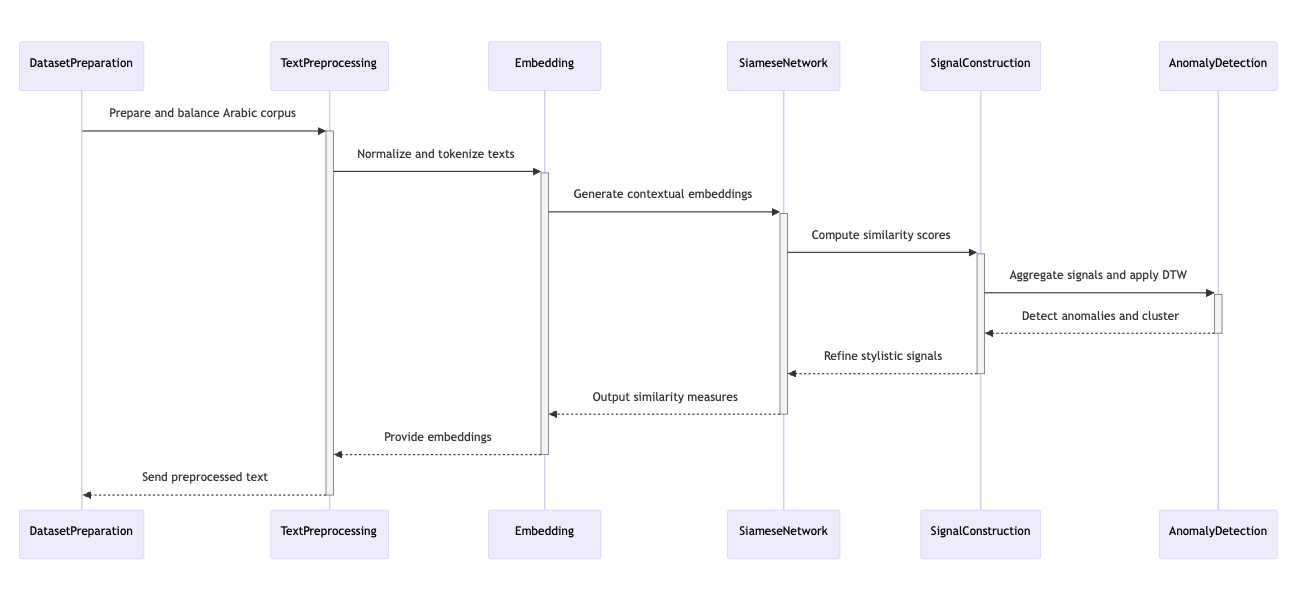 DatasetPreparation
TextPreprocessing
Embedding
SiameseNetwork
SignalConstruction
AnomalyDetection
Prepare and balance Arabic corpus
Normalize and tokenize texts
Generate contextual embeddings
Compute similarity scores
Aggregate signals and apply DTW
Detect anomalies and cluster
Refine stylistic signals
Output similarity measures
Provide embeddings
Send preprocessed text
DatasetPreparation
TextPreprocessing
Embedding
SiameseNetwork
SignalConstruction
AnomalyDetection